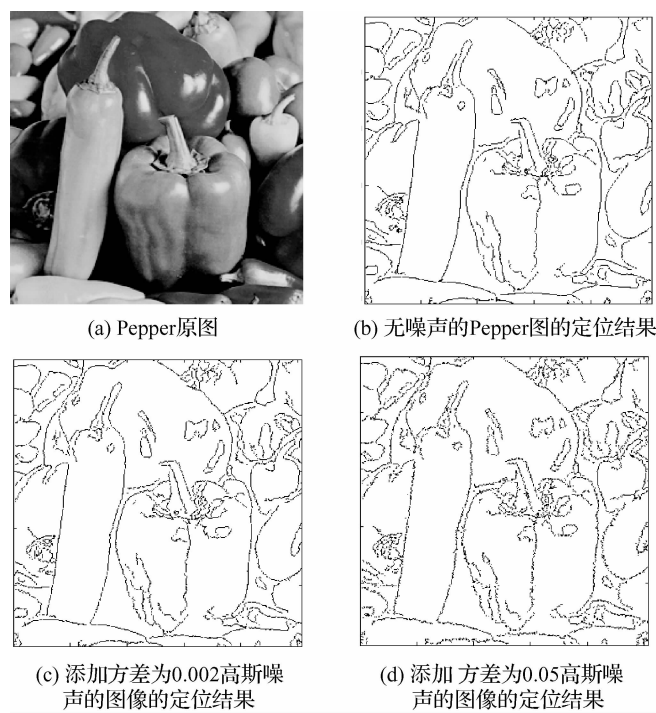 (a) Pepper原图
(b) 无噪声的Pepper图的定位结果
(c) 添加方差为0.002高斯噪
声的图像的定位结果
(d) 添加 方差为0.05高斯噪
声的图像的定位结果